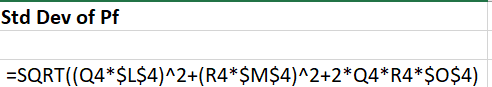 Std Dev of Pf
=SQRT((Q4*$L$4)^2+(R4*$M$4)^2+2*Q4*R4*$O$4)